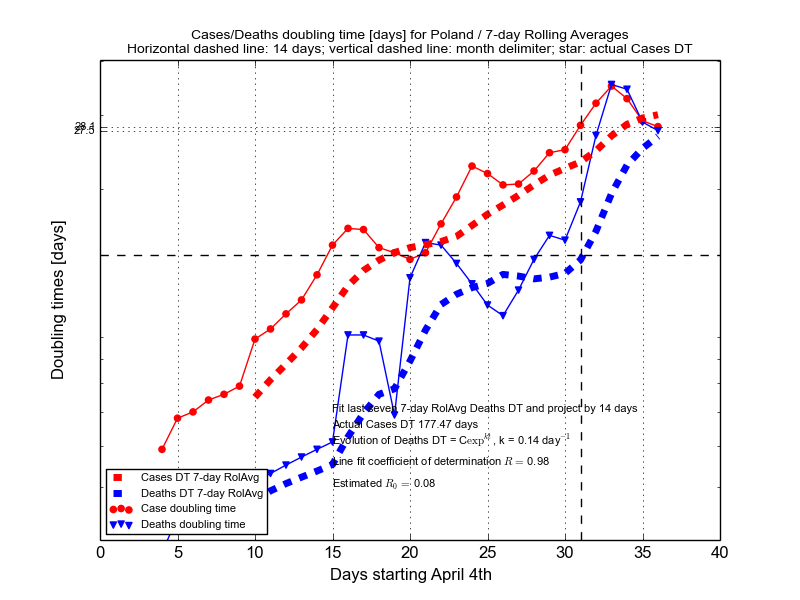 Cases/Deaths doubling time [days] for Poland / 7-day Rolling Averages
Horizontal dashed line: 14 days; vertical dashed line: month delimiter; star: actual Cases DT
28.1
27.5
Doubling times [days]
Fit last seven 7-day RolAvg Deaths DT and project by 14 days
Actual Cases DT 177.47 days
Evolution of Deaths DT = Cexp^kt, k = 0.14 day^−1
Line fit coefficient of determination R = 0.98
Estimated R_0 = 0.08
Cases DT 7-day RolAvg
Deaths DT 7-day RolAvg
Case doubling time
Deaths doubling time
0 5 10 15 20 25 30 35 40
Days starting April 4th